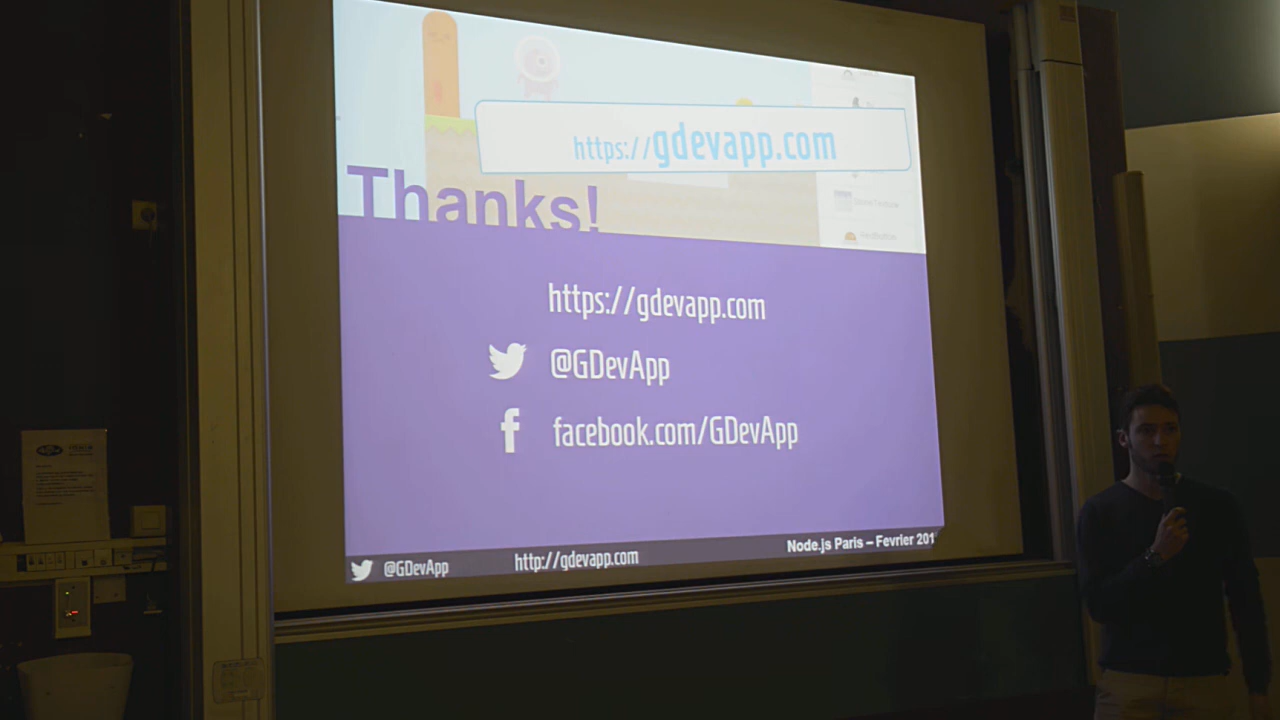 https://gdevapp.com
Thanks!
https://gdevapp.com
@GDevApp
facebook.com/GDevApp
@GDevApp
http://gdevapp.com
Node.js Paris – Fevrier 201